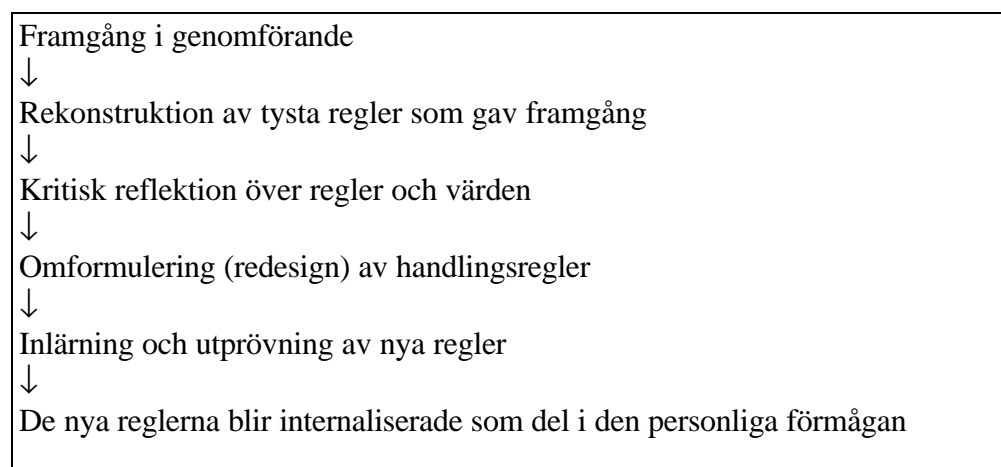 Framgång i genomförande
↓
Rekonstruktion av tysta regler som gav framgång
↓
Kritisk reflektion över regler och värden
↓
Omformulering (redesign) av handlingsregler
↓
Inlärning och utprövning av nya regler
↓
De nya reglerna blir internaliserade som del i den personliga förmågan